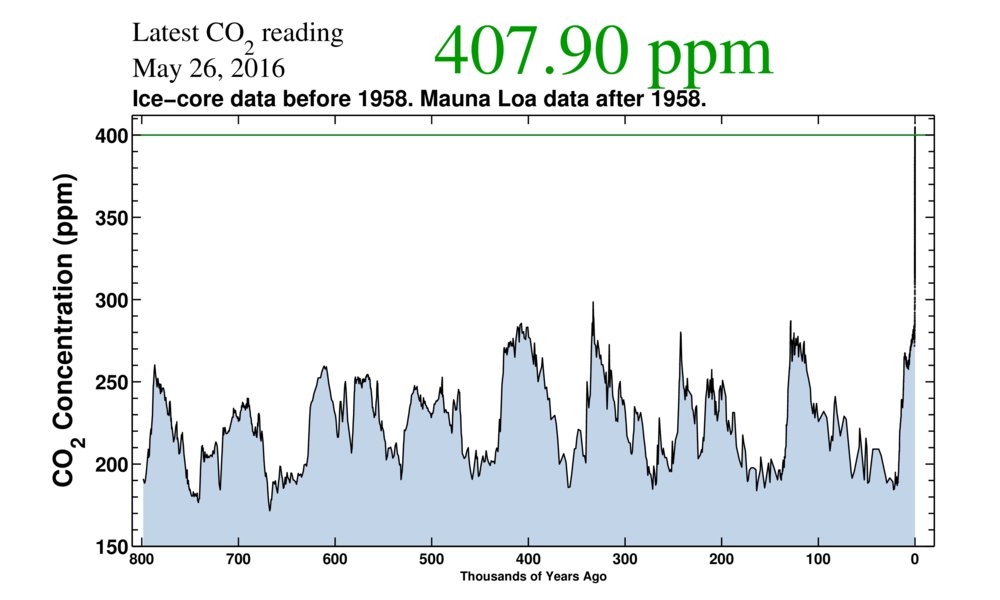 Latest CO2 reading
May 26, 2016
407.90 ppm
Ice–core data before 1958. Mauna Loa data after 1958.
CO2 Concentration (ppm)
400
350
300
250
200
150
800 700 600 500 400 300 200 100 0
Thousands of Years Ago